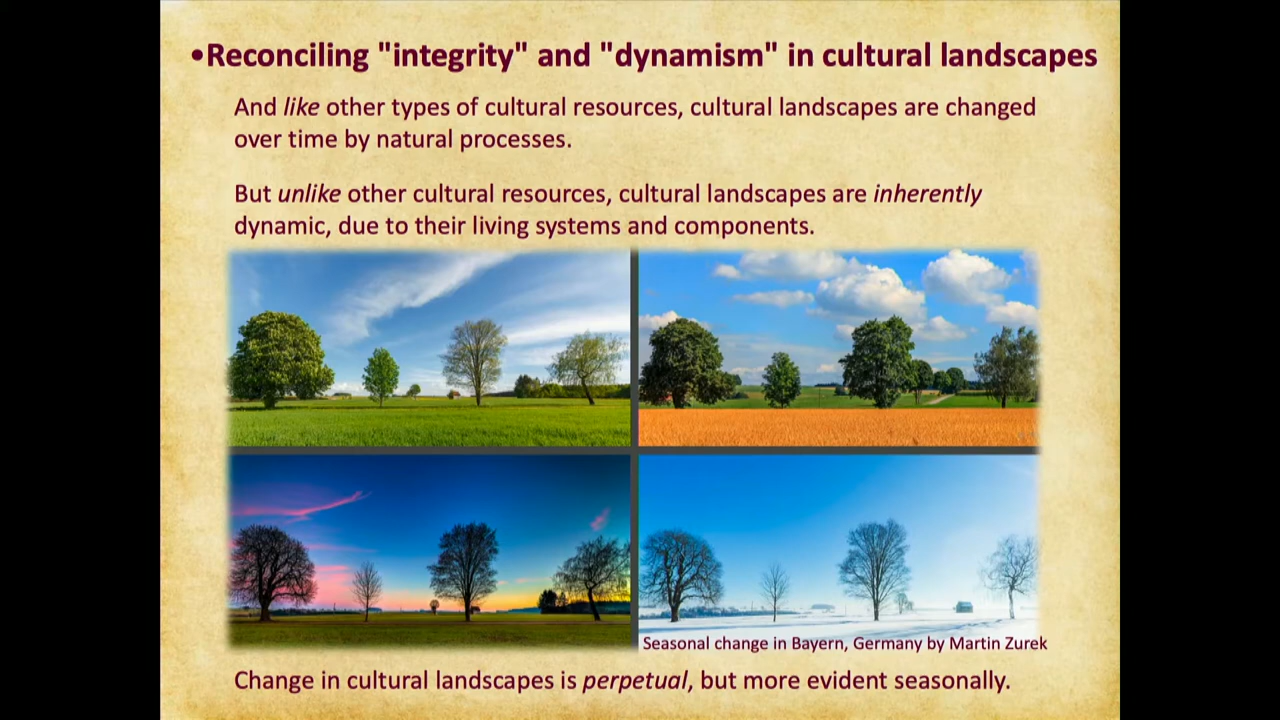 •Reconciling "integrity" and "dynamism" in cultural landscapes
And like other types of cultural resources, cultural landscapes are changed
over time by natural processes.
But unlike other cultural resources, cultural landscapes are inherently
dynamic, due to their living systems and components.
Seasonal change in Bayern, Germany by Martin Zurek
Change in cultural landscapes is perpetual, but more evident seasonally.